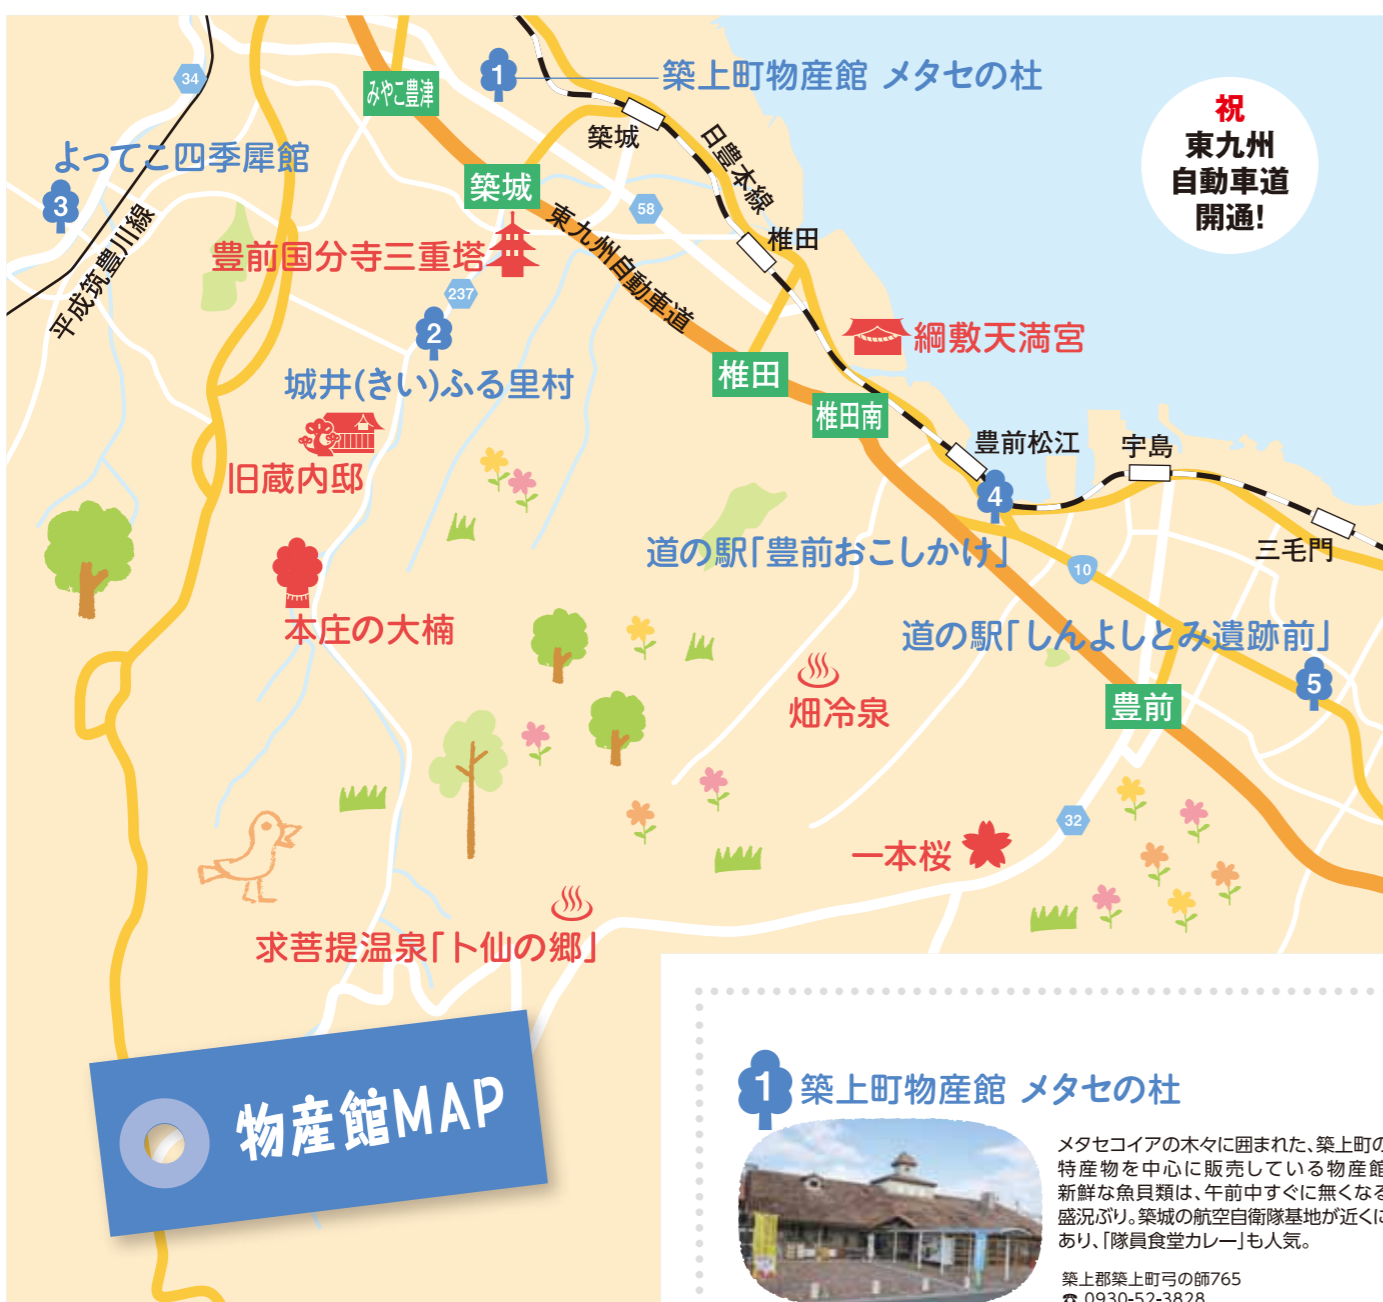 34
みやこ豊津
1
築上町物産館 メタセの杜
祝
東九州
自動車道
開通!
築城
日豊本線
よってこ四季犀館
3
築城
58
椎田
東九州自動車道
豊前国分寺三重塔
平成筑豊川線
237
2
城井(きい)ふる里村
綱敷天満宮
椎田
椎田南
旧蔵内邸
豊前松江
宇島
4
三毛門
道の駅「豊前おこしかけ」
10
本庄の大楠
道の駅「しんよしとみ遺跡前」
5
畑冷泉
豊前
32
一本桜
求菩提温泉「卜仙の郷」
物産館MAP
1 築上町物産館 メタセの杜
メタセコイアの木々に囲まれた、築上町の
特産物を中心に販売している物産館
新鮮な魚貝類は、午前中すぐに無くなる
盛況ぶり。築城の航空自衛隊基地が近くに
あり、「隊員食堂カレー」も人気。
築上郡築上町弓の師765
☎ 0930-52-3828